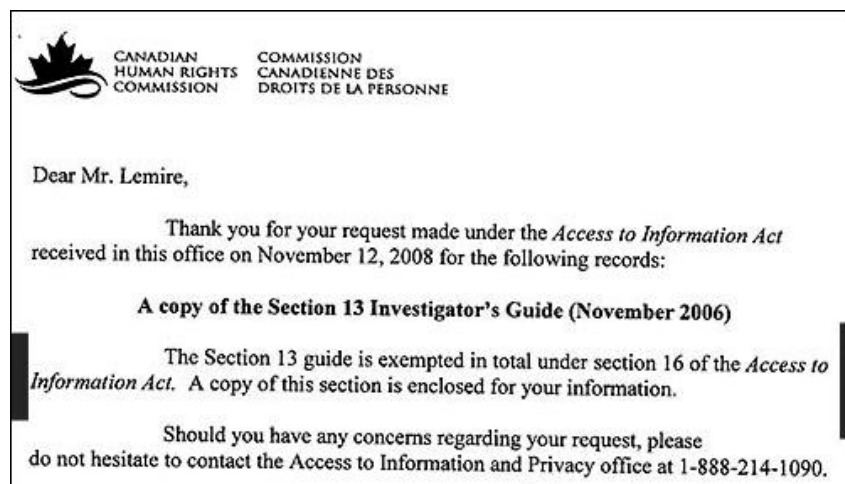 CANADIAN
HUMAN RIGHTS
COMMISSION
COMMISSION
CANADIENNE DES
DROITS DE LA PERSONNE
Dear Mr. Lemire,
Thank you for your request made under the Access to Information Act
received in this office on November 12, 2008 for the following records:
A copy of the Section 13 Investigator's Guide (November 2006)
The Section 13 guide is exempted in total under section 16 of the Access to
Information Act. A copy of this section is enclosed for your information.
Should you have any concerns regarding your request, please
do not hesitate to contact the Access to Information and Privacy office at 1-888-214-1090.